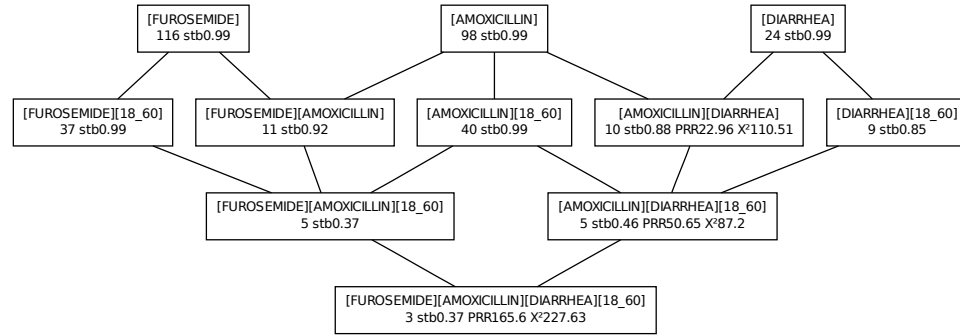 [FUROSEMIDE]
116 stb0.99
[AMOXICILLIN]
98 stb0.99
[DIARRHEA]
24 stb0.99
[FUROSEMIDE][18_60]
37 stb0.99
[FUROSEMIDE][AMOXICILLIN]
11 stb0.92
[AMOXICILLIN][18_60]
40 stb0.99
[AMOXICILLIN][DIARRHEA]
10 stb0.88 PRR22.96 X²110.51
[DIARRHEA][18_60]
9 stb0.85
[FUROSEMIDE][AMOXICILLIN][18_60]
5 stb0.37
[AMOXICILLIN][DIARRHEA][18_60]
5 stb0.46 PRR50.65 X²87.2
[FUROSEMIDE][AMOXICILLIN][DIARRHEA][18_60]
3 stb0.37 PRR165.6 X²227.63